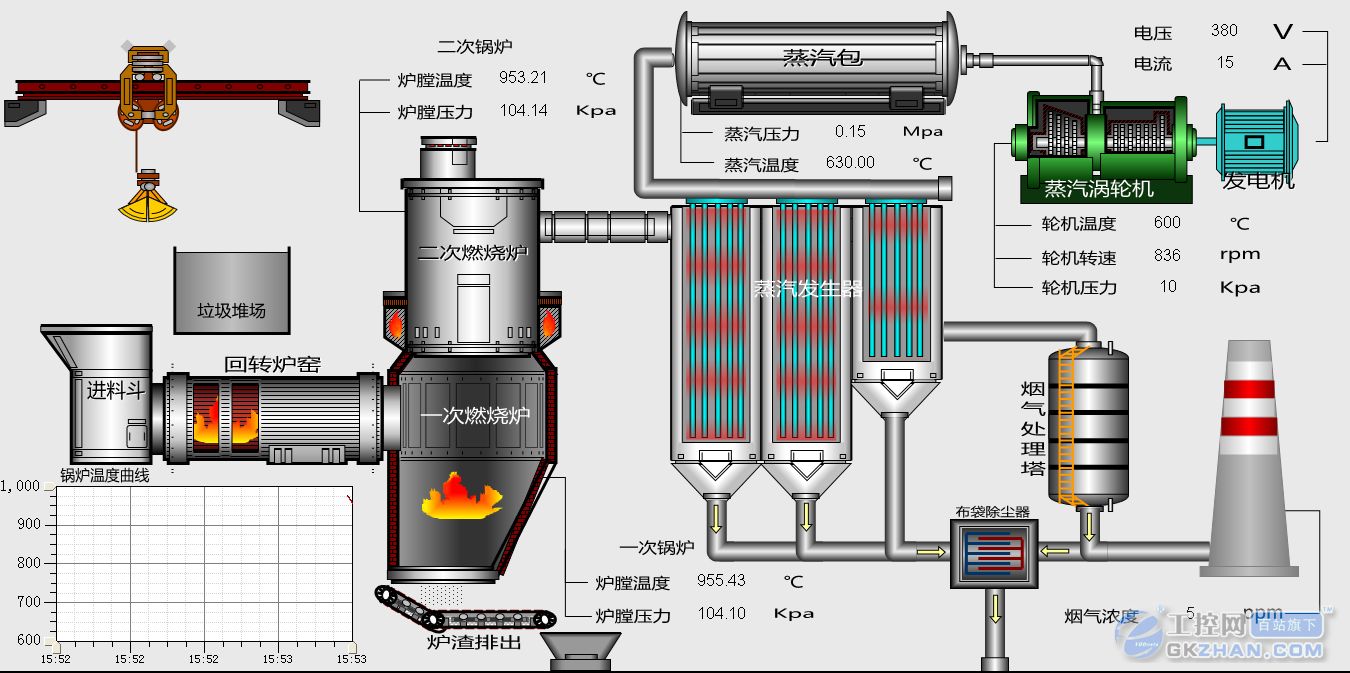 二次锅炉
炉膛温度 953.21 ℃
炉膛压力 104.14 Kpa
蒸汽包
蒸汽压力 0.15 Mpa
蒸汽温度 630.00 ℃
电压 380 V
电流 15 A
蒸汽涡轮机
发电机
轮机温度 600 ℃
轮机转速 836 rpm
轮机压力 10 Kpa
二次燃烧炉
蒸汽发生器
垃圾堆场
回转炉窑
进料斗
一次燃烧炉
烟气处理塔
锅炉温度曲线
1,000
900
800
700
600
15:52 15:52 15:52 15:53 15:53
布袋除尘器
一次锅炉
炉膛温度 955.43 ℃
炉膛压力 104.10 Kpa
炉渣排出
烟气浓度 5 ppm
工控网 百站旗下
GKZHAN.COM